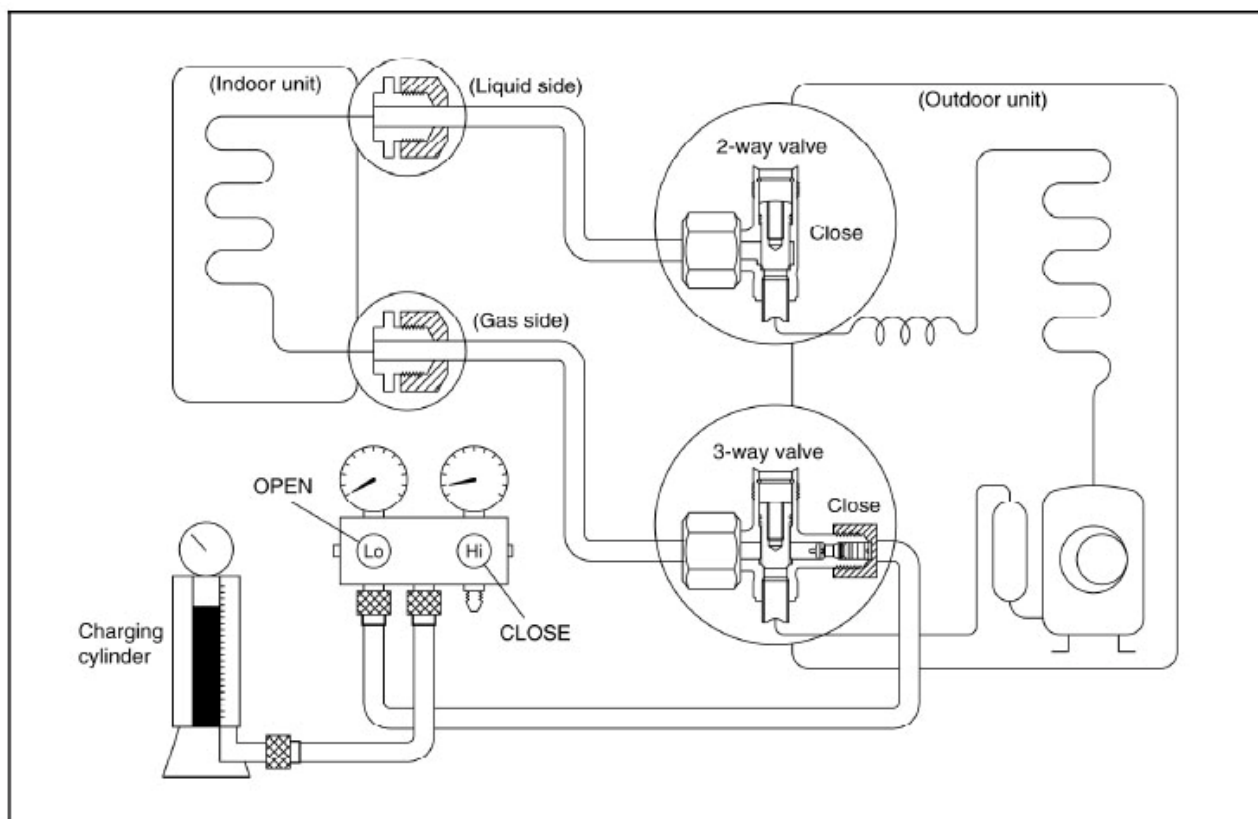 (Indoor unit)
(Liquid side)
(Outdoor unit)
2-way valve
Close
(Gas side)
3-way valve
Close
OPEN
Lo
Hi
CLOSE
Charging
cylinder